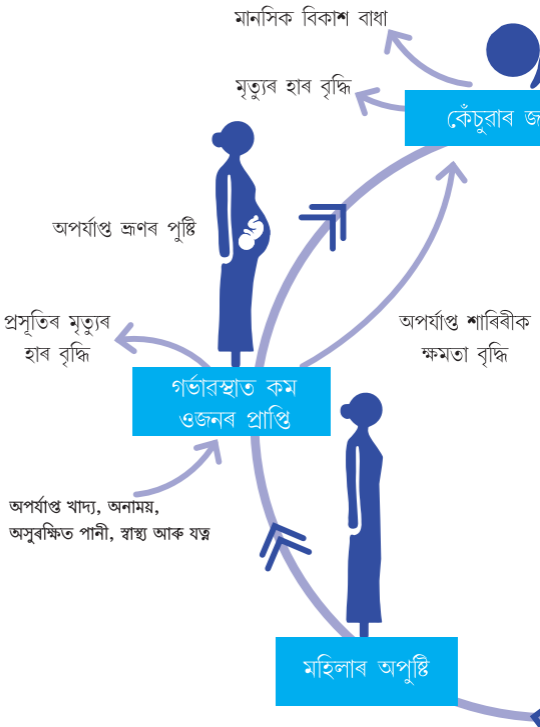 মানসিক বিকাশ বাধা
মৃত্যুৰ হাৰ বৃদ্ধি
কেঁচুৱাৰ
অপৰ্যাপ্ত ভ্ৰূণৰ পুষ্টি
প্ৰসূতিৰ মৃত্যুৰ
হাৰ বৃদ্ধি
অপৰ্যাপ্ত শাৰিৰীক
ক্ষমতা বৃদ্ধি
গৰ্ভাৱস্থাত কম
ওজনৰ প্ৰাপ্তি
অপৰ্যাপ্ত খাদ্য, অনাময়,
অসুৰক্ষিত পানী, স্বাস্থ্য আৰু যত্ন
মহিলাৰ অপুষ্টি